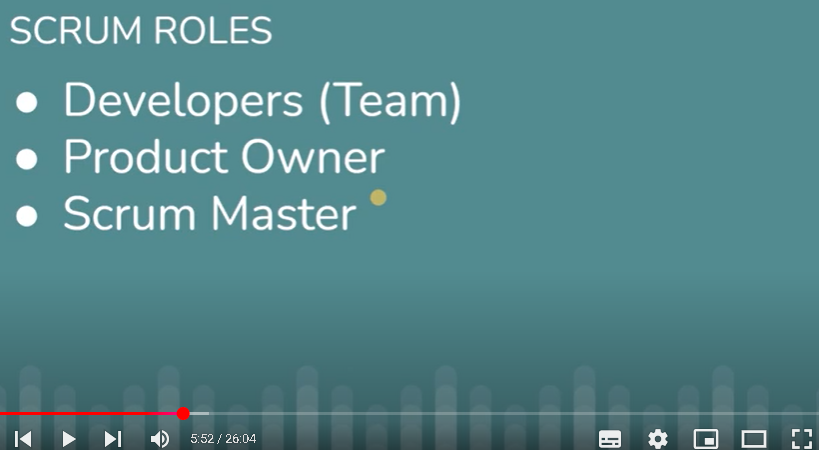 SCRUM ROLES
● Developers (Team)
● Product Owner
● Scrum Master
5:52 / 26:04